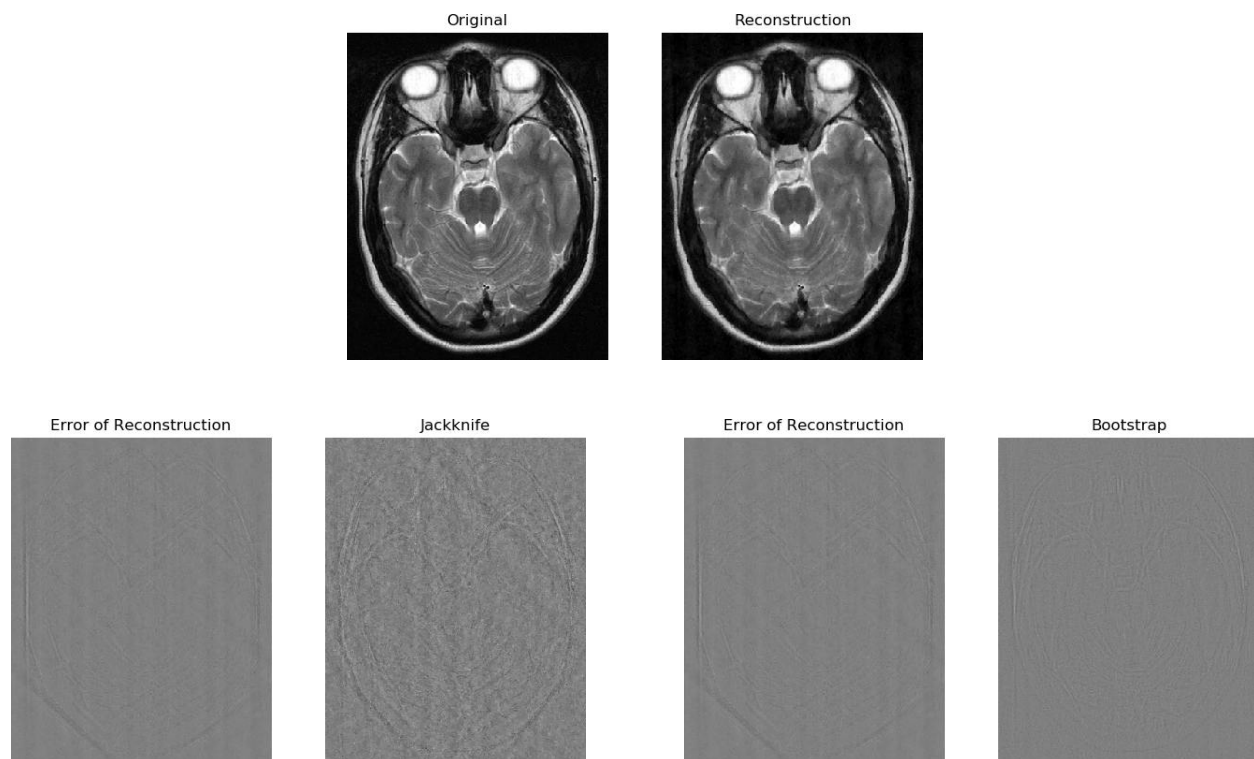 Original
Reconstruction
Error of Reconstruction
Jackknife
Error of Reconstruction
Bootstrap